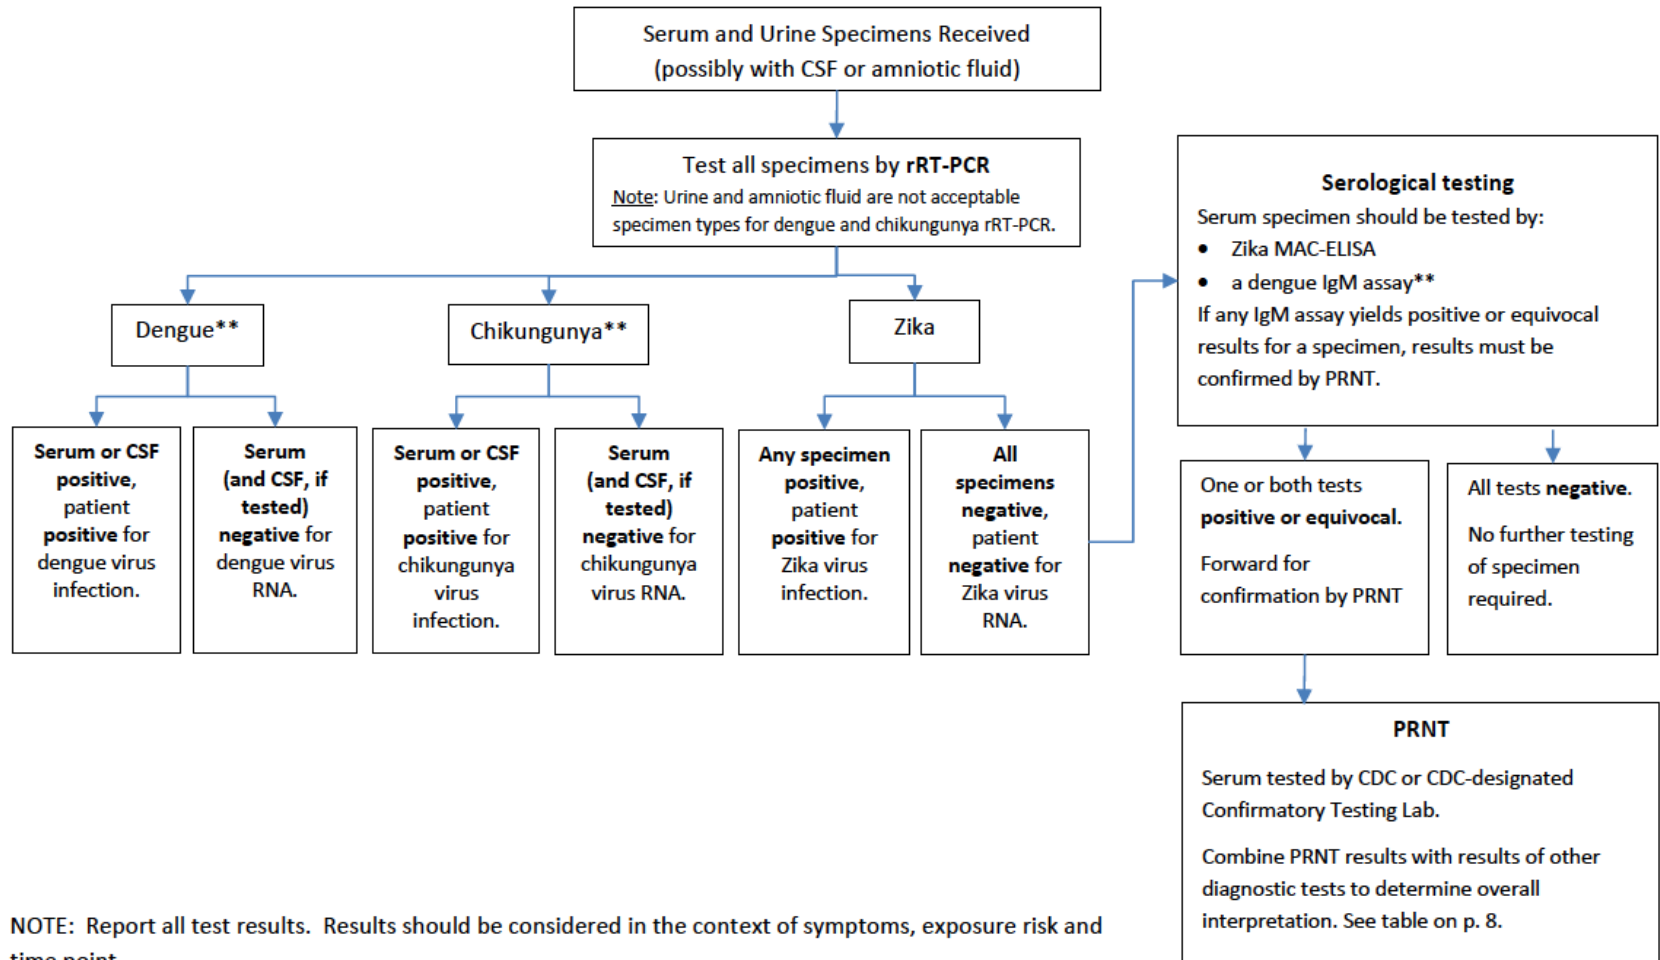 Serum and Urine Specimens Received
(possibly with CSF or amniotic fluid)
Test all specimens by rRT-PCR
Note: Urine and amniotic fluid are not acceptable
specimen types for dengue and chikungunya rRT-PCR.
Dengue**
Chikungunya**
Zika
Serum or CSF
positive,
patient
positive for
dengue virus
infection.
Serum
(and CSF, if
tested)
negative for
dengue virus
RNA.
Serum or CSF
positive,
patient
positive for
chikungunya
virus
infection.
Serum
(and CSF, if
tested)
negative for
chikungunya
virus RNA.
Any specimen
positive,
patient
positive for
Zika virus
infection.
All
specimens
negative,
patient
negative for
Zika virus
RNA.
Serological testing
Serum specimen should be tested by:
• Zika MAC-ELISA
• a dengue IgM assay**
If any IgM assay yields positive or equivocal
results for a specimen, results must be
confirmed by PRNT.
One or both tests
positive or equivocal.
Forward for
confirmation by PRNT
All tests negative.
No further testing
of specimen
required.
PRNT
Serum tested by CDC or CDC-designated
Confirmatory Testing Lab.
Combine PRNT results with results of other
diagnostic tests to determine overall
interpretation. See table on p. 8.
NOTE: Report all test results. Results should be considered in the context of symptoms, exposure risk and
time point